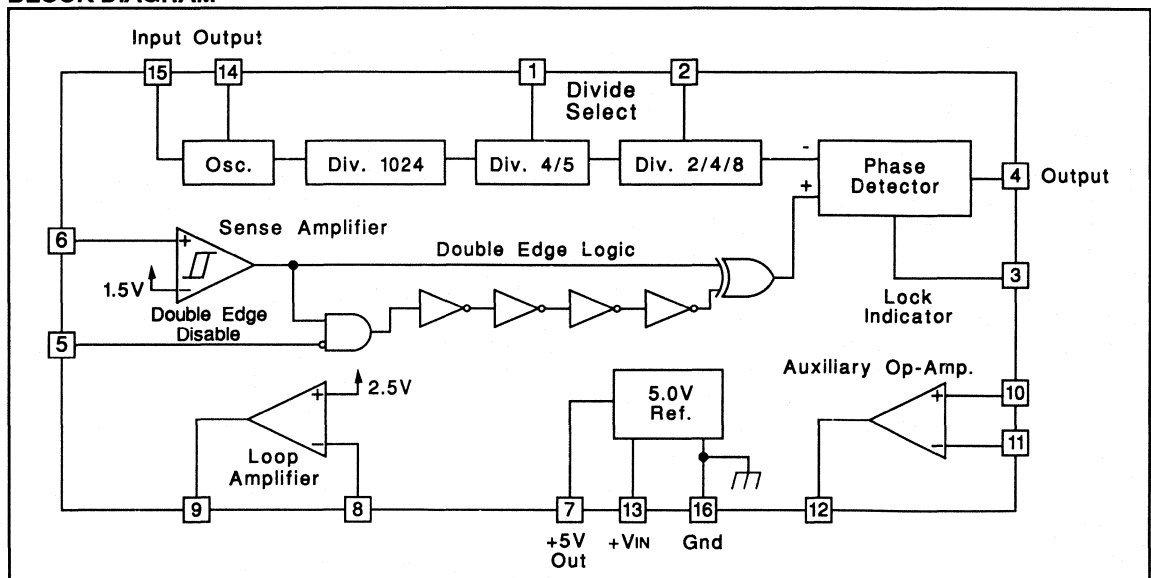 BLOCK DIAGRAM
Input Output
15 14 1 2
Divide
Select
Osc. Div. 1024 Div. 4/5 Div. 2/4/8
-
+
Phase
Detector
4 Output
Sense Amplifier
6 +
1.5V -
Double Edge Logic
3
Lock
Indicator
Double Edge
Disable
5
2.5V
+
-
Loop
Amplifier
5.0V
Ref.
Auxiliary Op-Amp.
+ 10
- 11
9 8 7 13 16 12
+5V
Out
+VIN Gnd